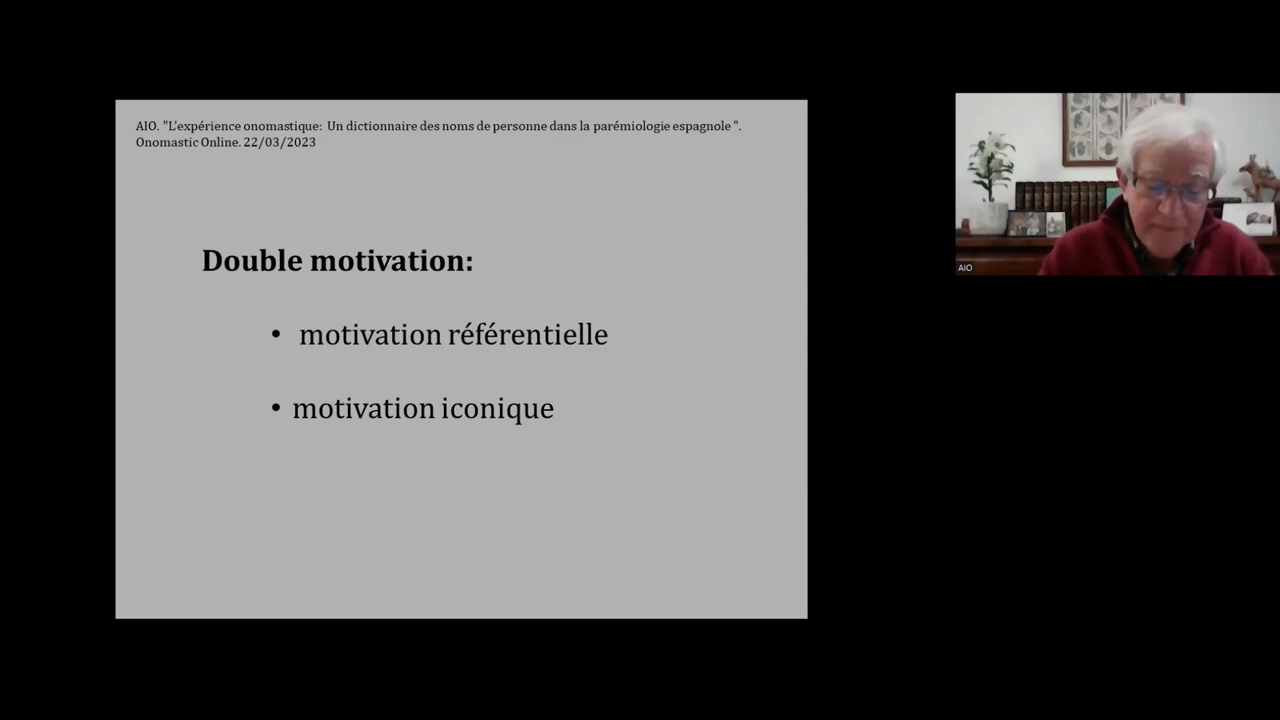 AIO. "L'expérience onomastique: Un dictionnaire des noms de personne dans la parémiologie espagnole ".
Onomastic Online. 22/03/2023
Double motivation:
• motivation référentielle
• motivation iconique
AIO